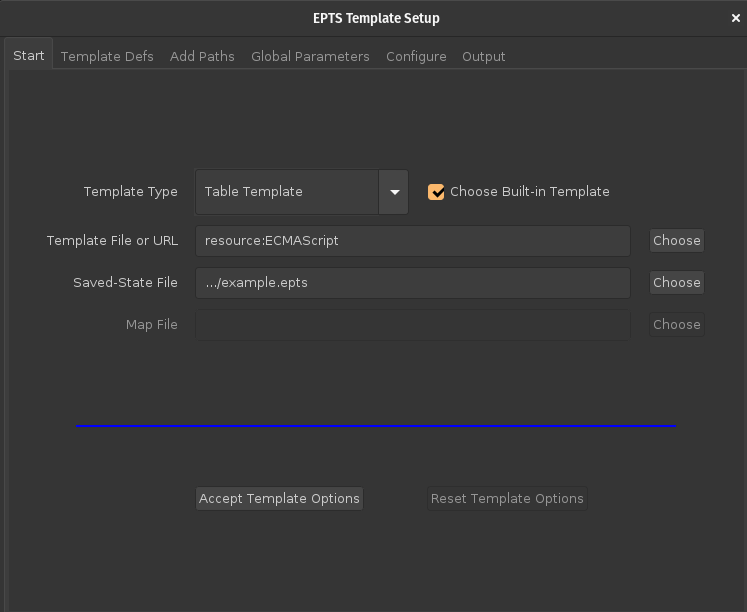 EPTS Template Setup
Start Template Defs Add Paths Global Parameters Configure Output
Template Type Table Template Choose Built-in Template
Template File or URL resource:ECMAScript Choose
Saved-State File .../example.epts Choose
Map File Choose
Accept Template Options Reset Template Options